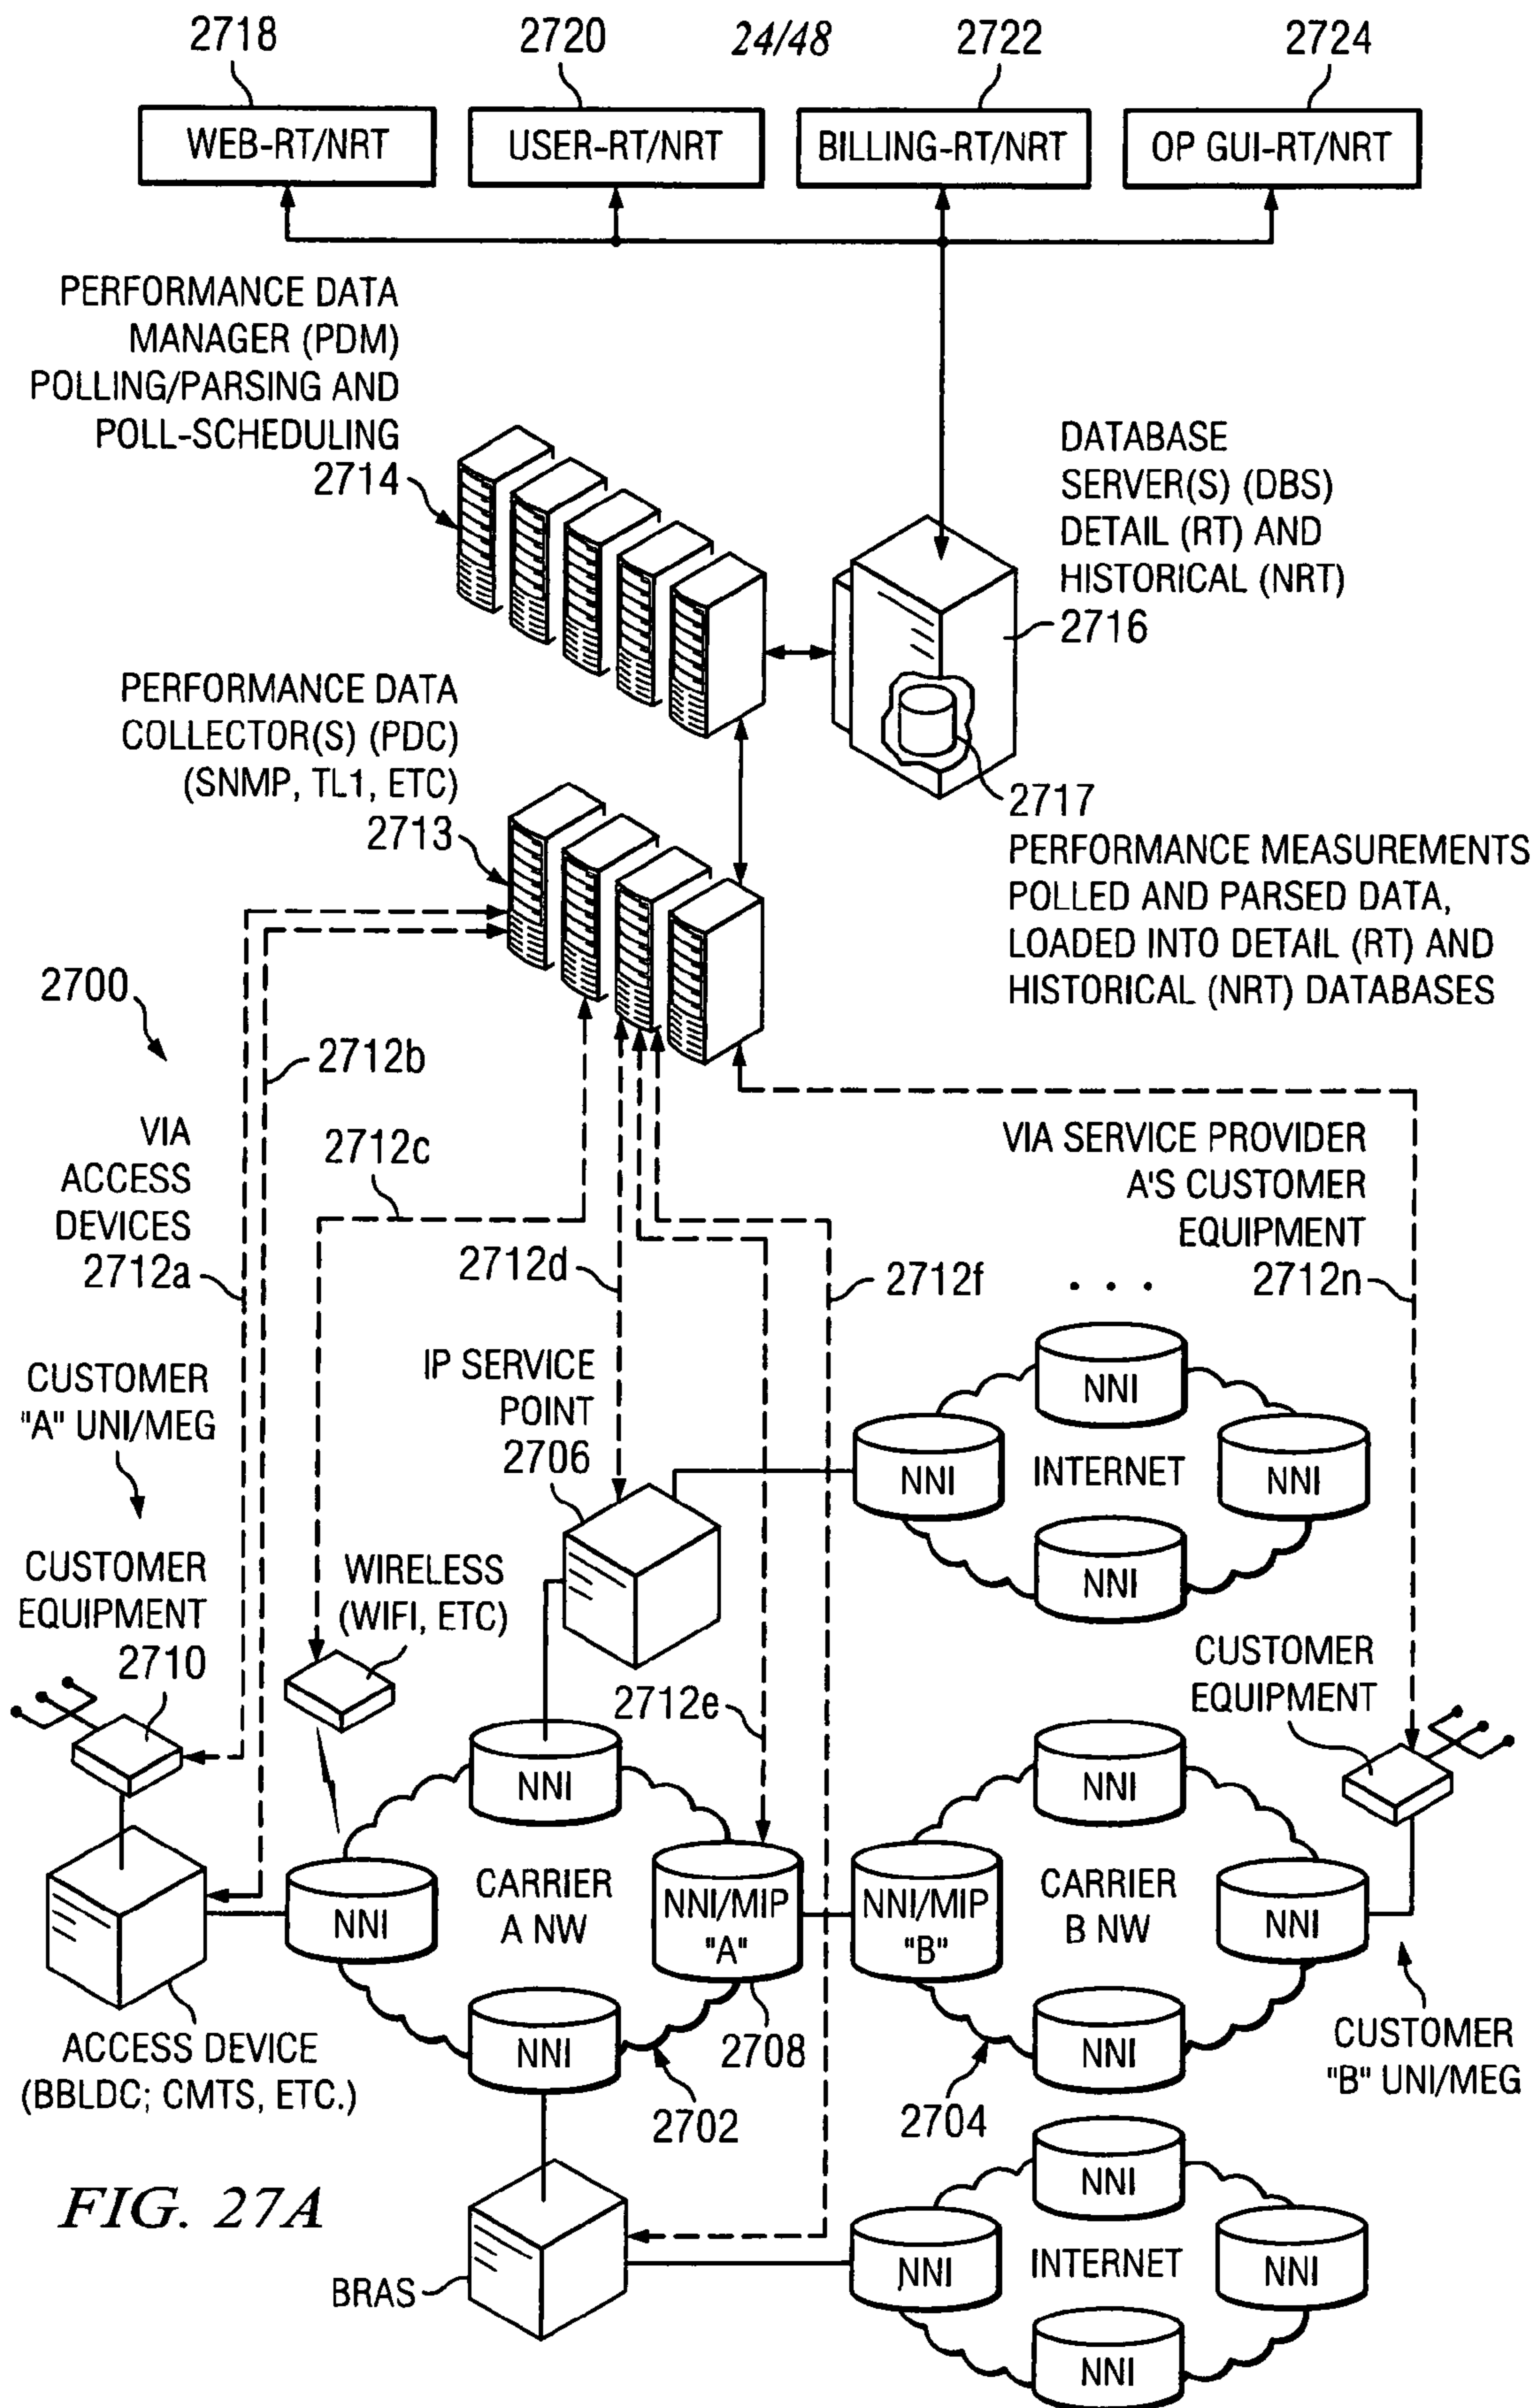 2718
2720
24/48
2722
2724
WEB-RT/NRT
USER-RT/NRT
BILLING-RT/NRT
OP GUI-RT/NRT
PERFORMANCE DATA
MANAGER (PDM)
POLLING/PARSING AND
POLL-SCHEDULING
2714
DATABASE
SERVER(S) (DBS)
DETAIL (RT) AND
HISTORICAL (NRT)
2716
PERFORMANCE DATA
COLLECTOR(S) (PDC)
(SNMP, TL1, ETC)
2713
2717
PERFORMANCE MEASUREMENTS
POLLED AND PARSED DATA,
LOADED INTO DETAIL (RT) AND
HISTORICAL (NRT) DATABASES
2700
2712b
VIA
ACCESS
DEVICES
2712a
2712c
2712d
VIA SERVICE PROVIDER
A'S CUSTOMER
EQUIPMENT
2712n
2712f
. . .
CUSTOMER
"A" UNI/MEG
IP SERVICE
POINT
2706
NNI
NNI
INTERNET
NNI
NNI
CUSTOMER
EQUIPMENT
2710
WIRELESS
(WIFI, ETC)
2712e
CUSTOMER
EQUIPMENT
NNI
NNI
NNI
CARRIER
A NW
NNI/MIP
"A"
NNI/MIP
"B"
CARRIER
B NW
NNI
NNI
NNI
2708
2702
2704
ACCESS DEVICE
(BBLDC; CMTS, ETC.)
CUSTOMER
"B" UNI/MEG
FIG. 27A
BRAS
NNI
NNI
INTERNET
NNI
NNI